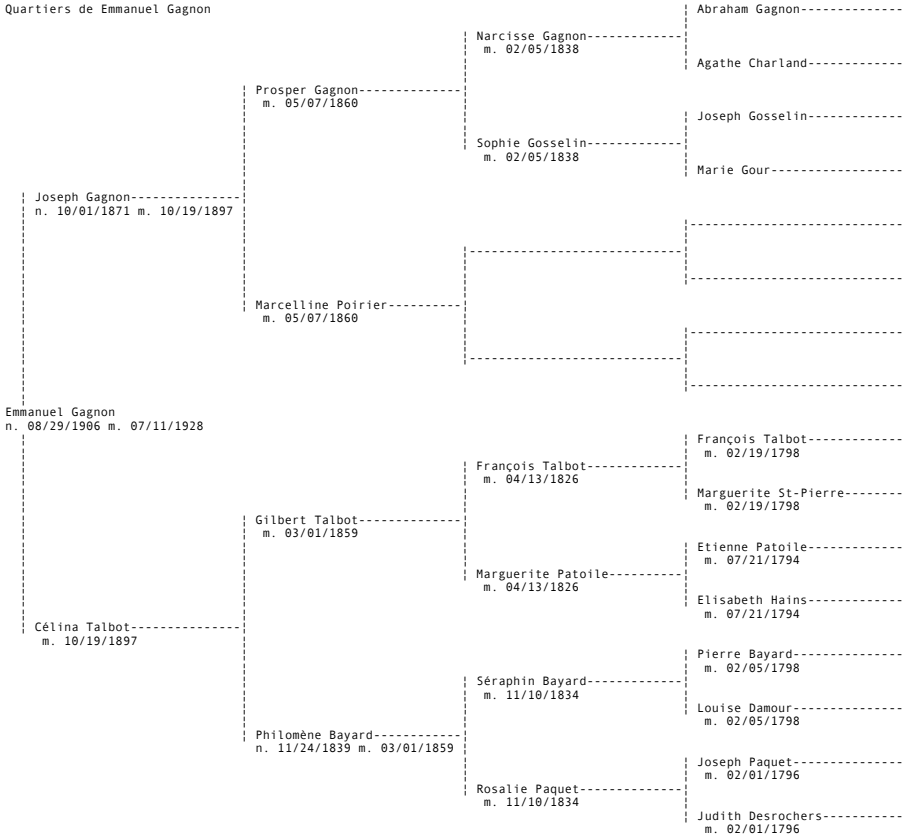 Quartiers de Emmanuel Gagnon
Abraham Gagnon
Narcisse Gagnon
m. 02/05/1838
Agathe Charland
Prosper Gagnon
m. 05/07/1860
Joseph Gosselin
Sophie Gosselin
m. 02/05/1838
Marie Gour
Joseph Gagnon
n. 10/01/1871 m. 10/19/1897
Marcelline Poirier
m. 05/07/1860
Emmanuel Gagnon
n. 08/29/1906 m. 07/11/1928
François Talbot
m. 02/19/1798
François Talbot
m. 04/13/1826
Marguerite St-Pierre
m. 02/19/1798
Gilbert Talbot
m. 03/01/1859
Etienne Patoile
m. 07/21/1794
Marguerite Patoile
m. 04/13/1826
Elisabeth Hains
m. 07/21/1794
Célina Talbot
m. 10/19/1897
Pierre Bayard
m. 02/05/1798
Séraphin Bayard
m. 11/10/1834
Louise Damour
m. 02/05/1798
Philomène Bayard
n. 11/24/1839 m. 03/01/1859
Joseph Paquet
m. 02/01/1796
Rosalie Paquet
m. 11/10/1834
Judith Desrochers
m. 02/01/1796